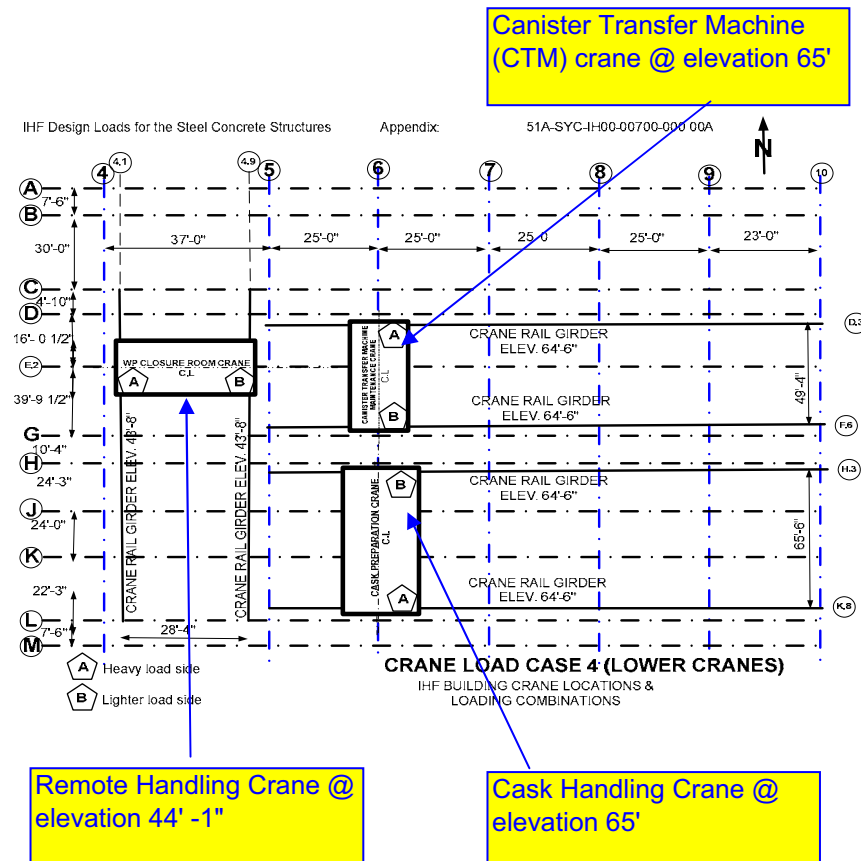 Canister Transfer Machine
(CTM) crane @ elevation 65'
IHF Design Loads for the Steel Concrete Structures
Appendix:
51A-SYC-IH00-00700-000 00A
N
4
4.1
4.9
5
6
7
8
9
10
A
7'-6"
B
30'-0"
37'-0"
25'-0"
25'-0"
25'-0
25'-0"
23'-0"
C
4'-10"
D
16'- 0 1/2"
E.2
39'-9 1/2"
G
10'-4"
H
24'-3"
J
24'-0"
K
22'-3"
L
7'-6"
M
WP CLOSURE ROOM CRANE
C.L
A
B
CRANE RAIL GIRDER ELEV. 43'-8"
CRANE RAIL GIRDER ELEV. 43'-8"
28'-4"
CANISTER TRANSFER MACHINE
MAINTENANCE CRANE
C.L
A
B
CRANE RAIL GIRDER
ELEV. 64'-6"
CRANE RAIL GIRDER
ELEV. 64'-6"
D.3
49'-4"
F.6
CASK PREPARATION CRANE
C.L
B
A
CRANE RAIL GIRDER
ELEV. 64'-6"
CRANE RAIL GIRDER
ELEV. 64'-6"
H.3
65'-6"
K.8
A Heavy load side
B Lighter load side
CRANE LOAD CASE 4 (LOWER CRANES)
IHF BUILDING CRANE LOCATIONS &
LOADING COMBINATIONS
Remote Handling Crane @
elevation 44' -1"
Cask Handling Crane @
elevation 65'